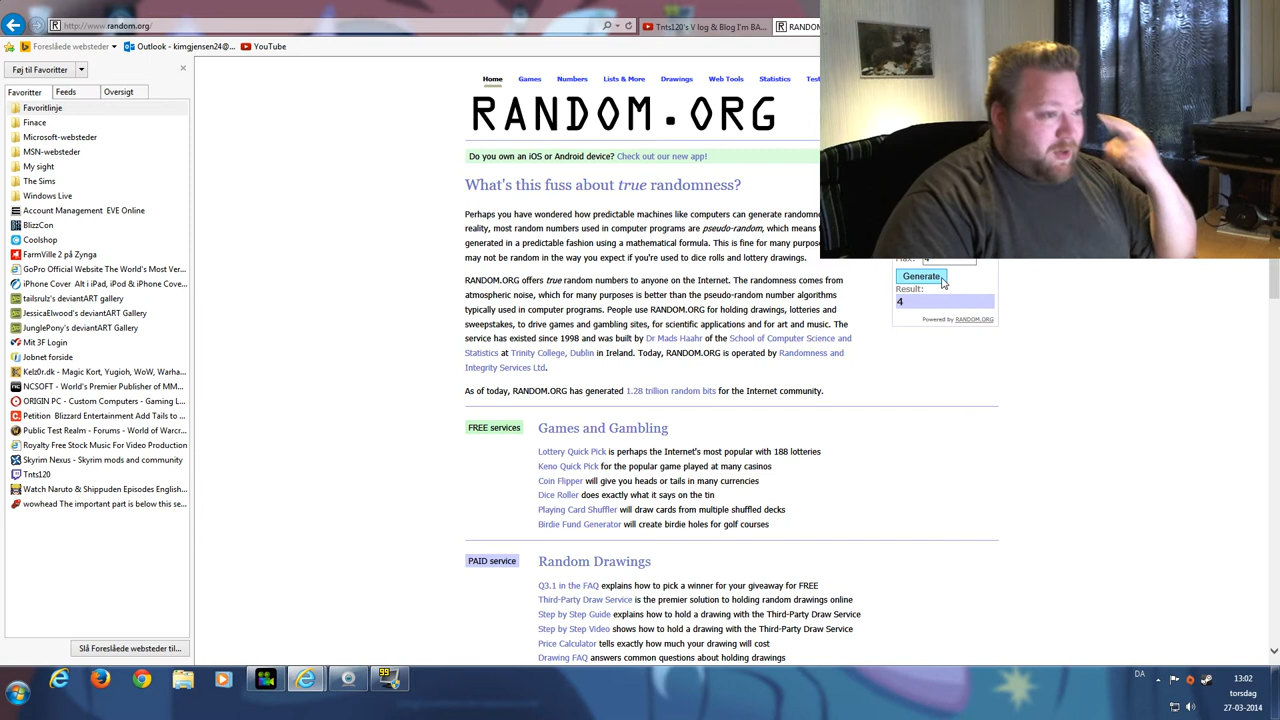 http://www.random.org/
Tnts120's V log & Blog I'm BA...
RANDOM
Foreslåede websteder
Outlook - kimgjensen24@...
YouTube
Føj til Favoritter
Favoritter
Feeds
Oversigt
Favoritlinje
Finace
Microsoft-websteder
MSN-websteder
My sight
The Sims
Windows Live
Account Management EVE Online
BlizzCon
Coolshop
FarmVille 2 på Zynga
GoPro Official Website The World's Most Ver...
iPhone Cover Alt i iPad, iPod & iPhone Cove...
tailsrulz's deviantART gallery
JessicaElwood's deviantART gallery
JunglePony's deviantART gallery
Mit 3F Login
Jobnet forside
Kelz0r.dk - Magic Kort, Yugioh, WoW, Warha...
NCSOFT - World's Premier Publisher of MM...
ORIGIN PC - Custom Computers - Gaming L...
Petition Blizzard Entertainment Add Tails to ...
Public Test Realm - Forums - World of Warcr...
Royalty Free Stock Music For Video Production
Skyrim Nexus - Skyrim mods and community
Tnts120
Watch Naruto & Shippuden Episodes English...
wowhead The important part is below this se...
Slå Foreslåede websteder til...
Home
Games
Numbers
Lists & More
Drawings
Web Tools
Statistics
Test
RANDOM.ORG
Do you own an iOS or Android device? Check out our new app!
What's this fuss about true randomness?
Perhaps you have wondered how predictable machines like computers can generate randomn
reality, most random numbers used in computer programs are pseudo-random, which means t
generated in a predictable fashion using a mathematical formula. This is fine for many purpos
may not be random in the way you expect if you're used to dice rolls and lottery drawings.
RANDOM.ORG offers true random numbers to anyone on the Internet. The randomness comes from
atmospheric noise, which for many purposes is better than the pseudo-random number algorithms
typically used in computer programs. People use RANDOM.ORG for holding drawings, lotteries and
sweepstakes, to drive games and gambling sites, for scientific applications and for art and music. The
service has existed since 1998 and was built by Dr Mads Haahr of the School of Computer Science and
Statistics at Trinity College, Dublin in Ireland. Today, RANDOM.ORG is operated by Randomness and
Integrity Services Ltd.
As of today, RANDOM.ORG has generated 1.28 trillion random bits for the Internet community.
Max: 4
Generate
Result:
4
Powered by RANDOM.ORG
FREE services
Games and Gambling
Lottery Quick Pick is perhaps the Internet's most popular with 188 lotteries
Keno Quick Pick for the popular game played at many casinos
Coin Flipper will give you heads or tails in many currencies
Dice Roller does exactly what it says on the tin
Playing Card Shuffler will draw cards from multiple shuffled decks
Birdie Fund Generator will create birdie holes for golf courses
PAID service
Random Drawings
Q3.1 in the FAQ explains how to pick a winner for your giveaway for FREE
Third-Party Draw Service is the premier solution to holding random drawings online
Step by Step Guide explains how to hold a drawing with the Third-Party Draw Service
Step by Step Video shows how to hold a drawing with the Third-Party Draw Service
Price Calculator tells exactly how much your drawing will cost
Drawing FAQ answers common questions about holding drawings
99
DA
13:02
torsdag
27-03-2014